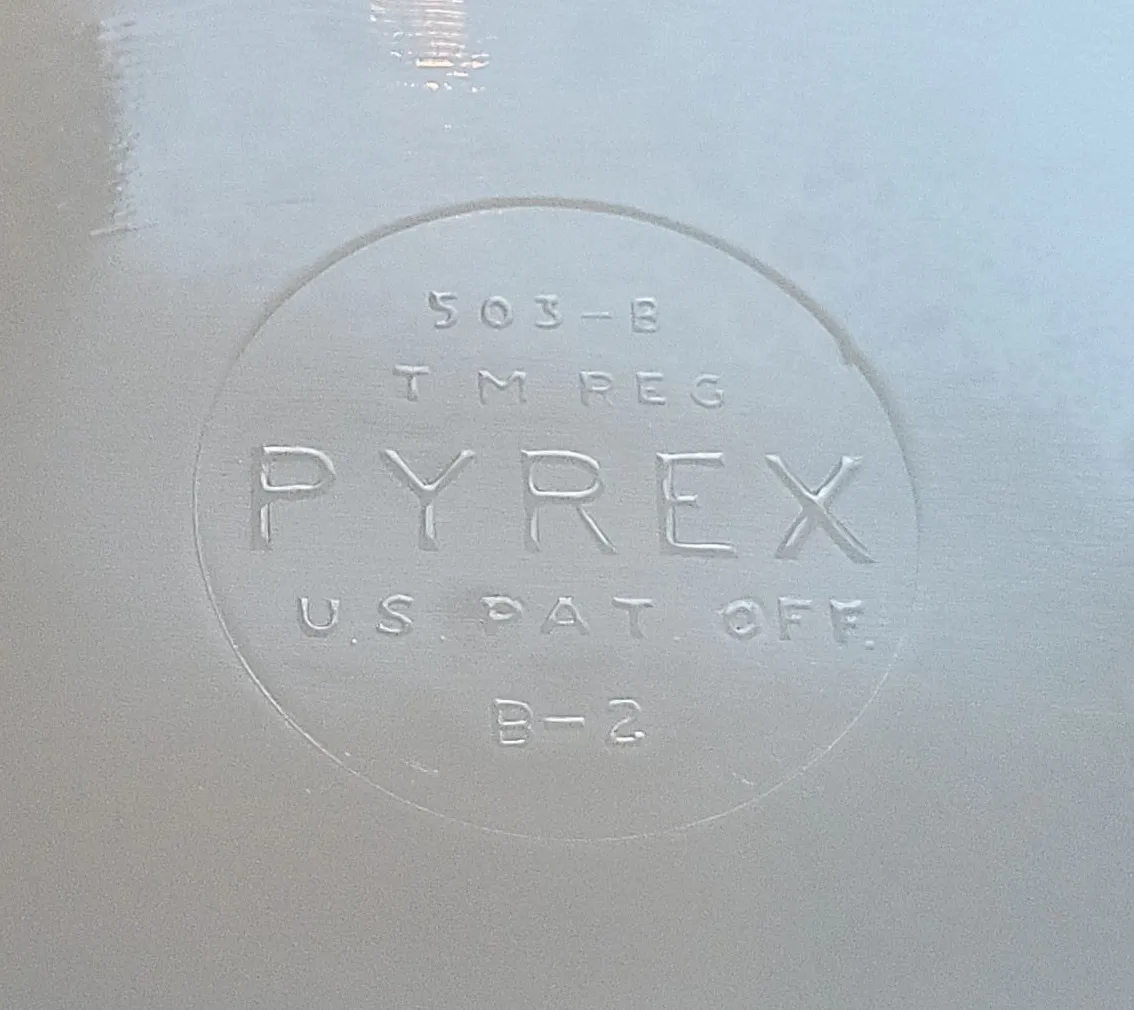 503-B
T M REG
PYREX
U.S. PAT OFF.
B-2